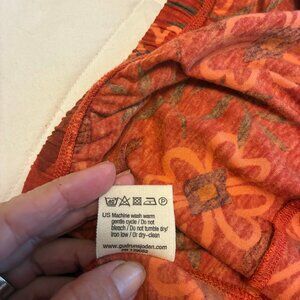 US Machine wash warm
gentle cycle / Do not
bleach / Do not tumble dry/
Iron low / Or dry-clean
www.gudrunsjoden.com